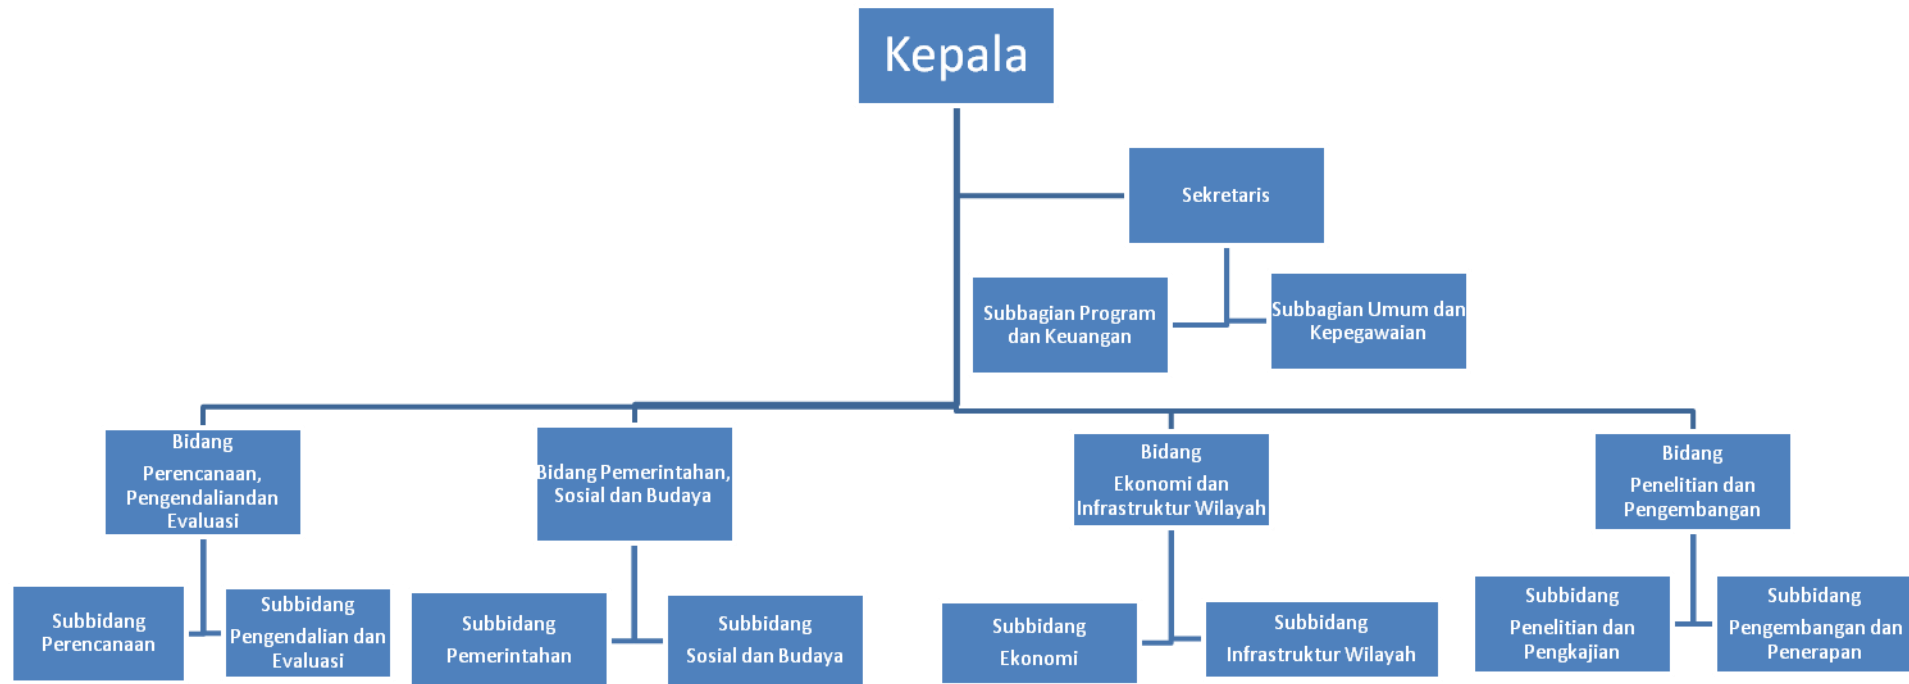 Kepala
Sekretaris
Subbagian Program
dan Keuangan
Subbagian Umum dan
Kepegawaian
Bidang
Perencanaan,
Pengendaliandan
Evaluasi
Bidang Pemerintahan,
Sosial dan Budaya
Bidang
Ekonomi dan
Infrastruktur Wilayah
Bidang
Penelitian dan
Pengembangan
Subbidang
Perencanaan
Subbidang
Pengendalian dan
Evaluasi
Subbidang
Pemerintahan
Subbidang
Sosial dan Budaya
Subbidang
Ekonomi
Subbidang
Infrastruktur Wilayah
Subbidang
Penelitian dan
Pengkajian
Subbidang
Pengembangan dan
Penerapan